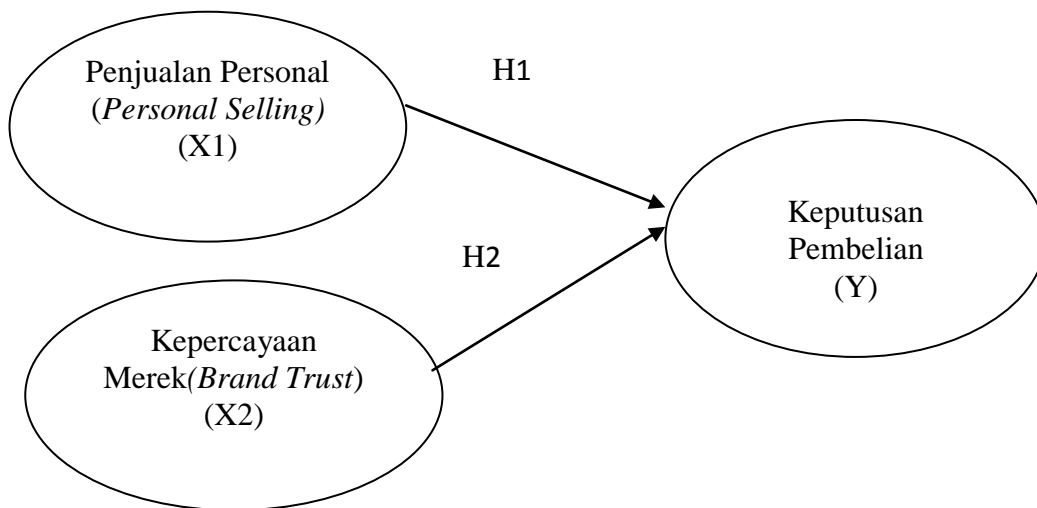 Penjualan Personal
(Personal Selling)
(X1)
H1
Keputusan
Pembelian
(Y)
H2
Kepercayaan
Merek(Brand Trust)
(X2)